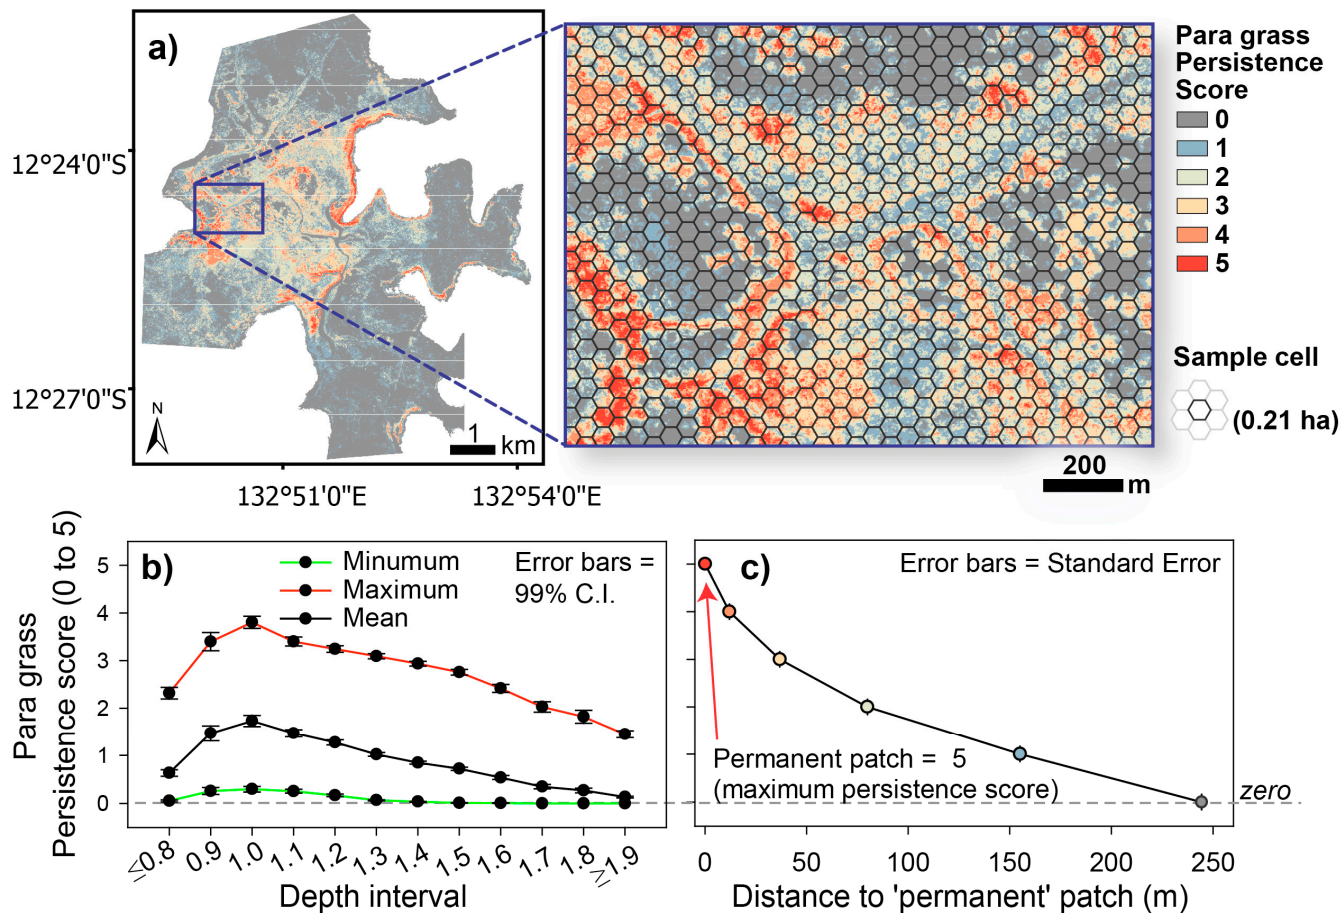 a)
12°24'0"S
12°27'0"S
N
1
km
132°51'0"E
132°54'0"E
Para grass
Persistence
Score
0
1
2
3
4
5
Sample cell
(0.21 ha)
200
m
b)
Minumum
Maximum
Mean
Error bars =
99% C.I.
Para grass
Persistence score (0 to 5)
5
4
3
2
1
0
≤0.8
0.9
1.0
1.1
1.2
1.3
1.4
1.5
1.6
1.7
1.8
≥1.9
Depth interval
c)
Error bars = Standard Error
Permanent patch = 5
(maximum persistence score)
zero
0
50
100
150
200
250
Distance to 'permanent' patch (m)